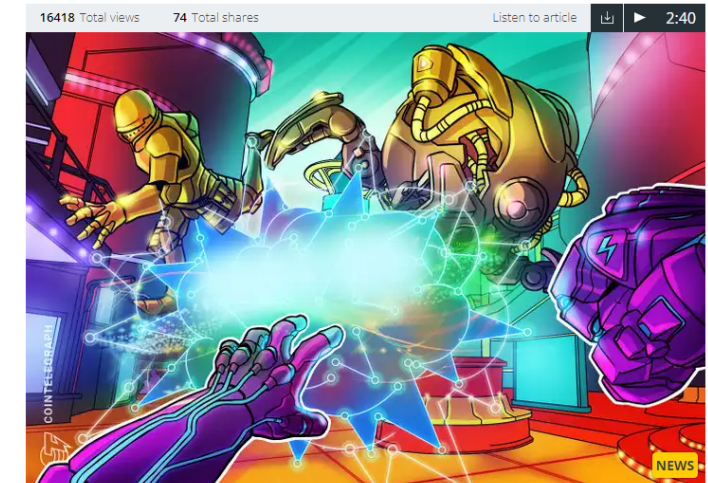 16418 Total views 74 Total shares Listen to article 2:40
COINTELEGRAPH
NEWS